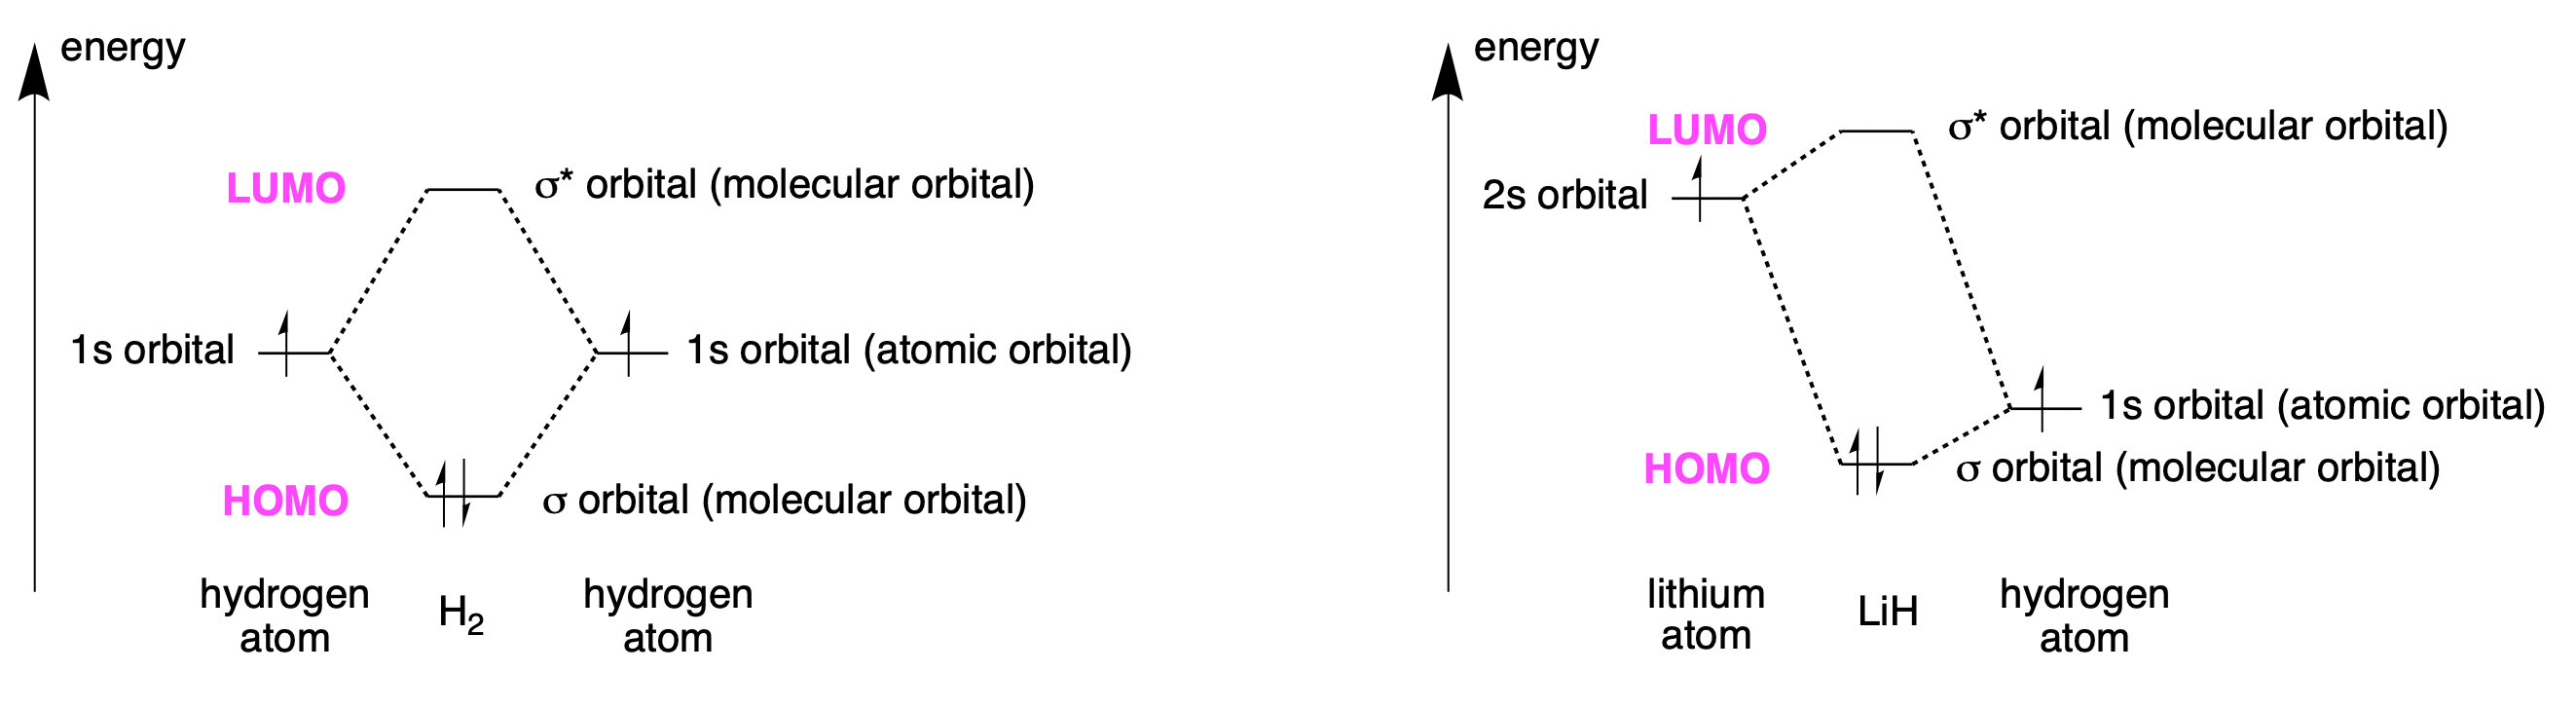 energy
LUMO
σ* orbital (molecular orbital)
1s orbital
1s orbital (atomic orbital)
HOMO
σ orbital (molecular orbital)
hydrogen
atom
H2
hydrogen
atom
energy
LUMO
σ* orbital (molecular orbital)
2s orbital
1s orbital (atomic orbital)
HOMO
σ orbital (molecular orbital)
lithium
atom
LiH
hydrogen
atom